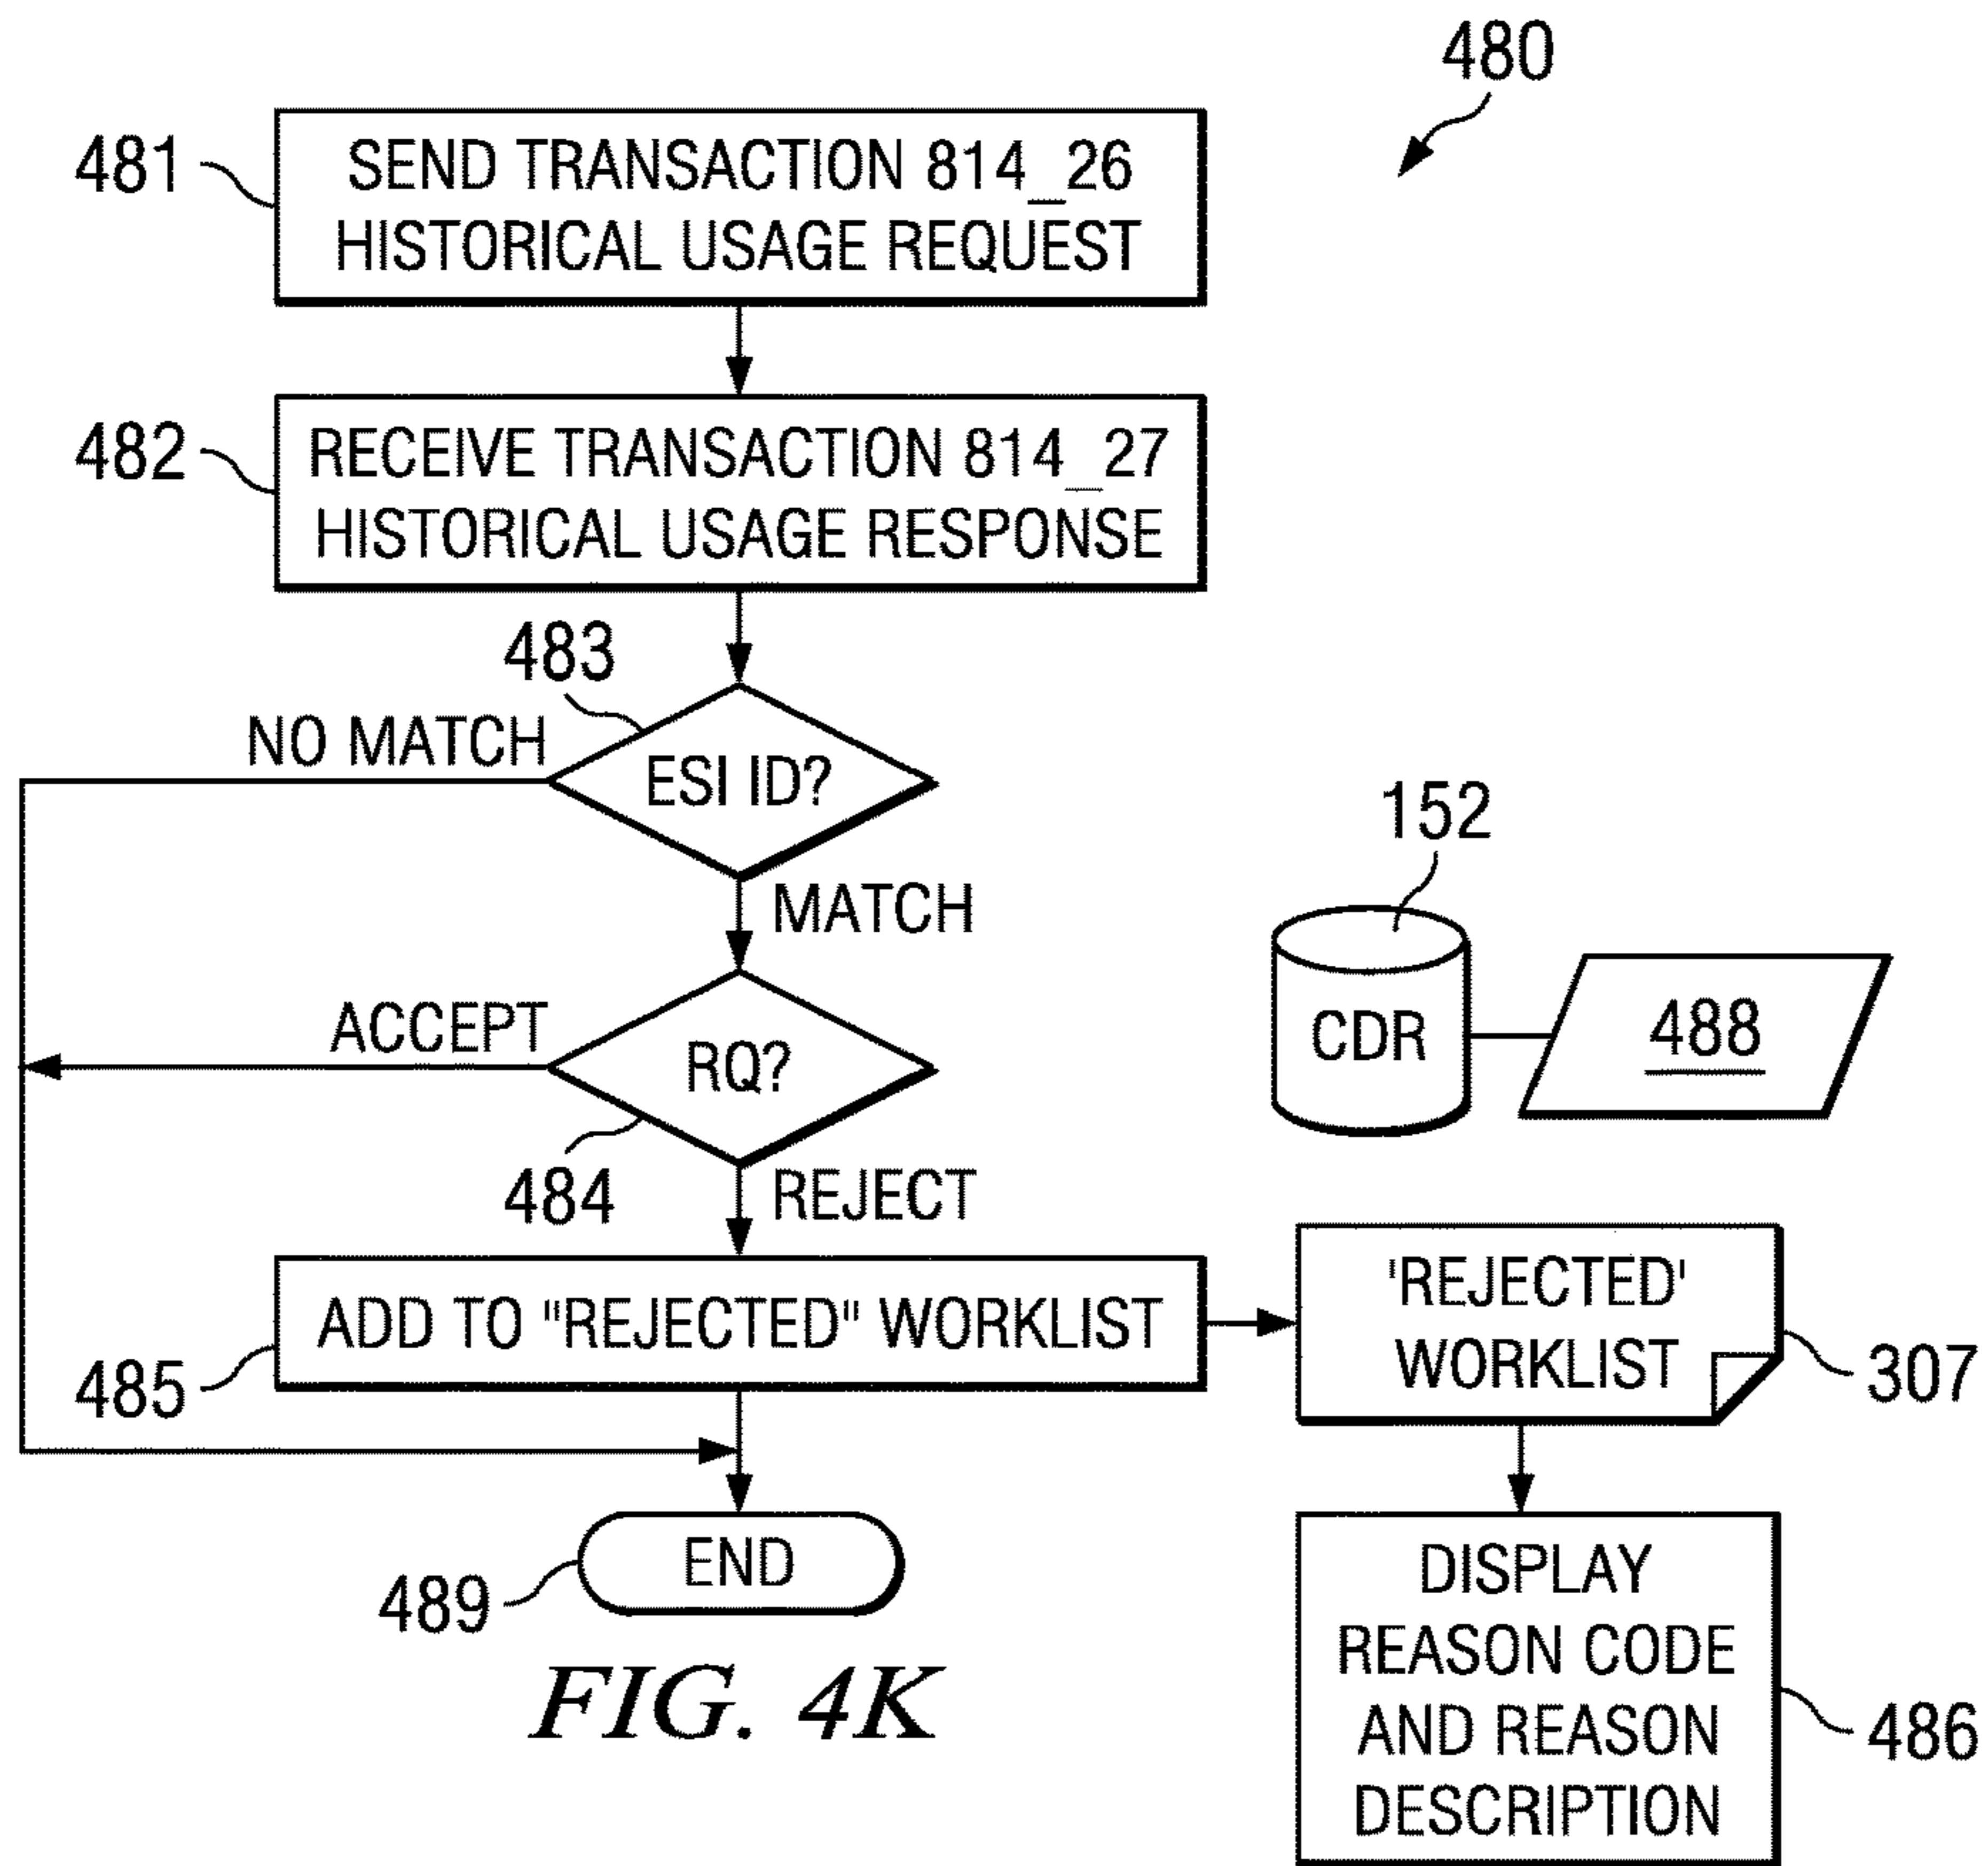 480
481
SEND TRANSACTION 814_26
HISTORICAL USAGE REQUEST
482
RECEIVE TRANSACTION 814_27
HISTORICAL USAGE RESPONSE
483
NO MATCH
ESI ID?
MATCH
152
CDR
488
ACCEPT
RQ?
484
REJECT
485
ADD TO "REJECTED" WORKLIST
'REJECTED'
WORKLIST
307
489
END
DISPLAY
REASON CODE
AND REASON
DESCRIPTION
486
FIG. 4K